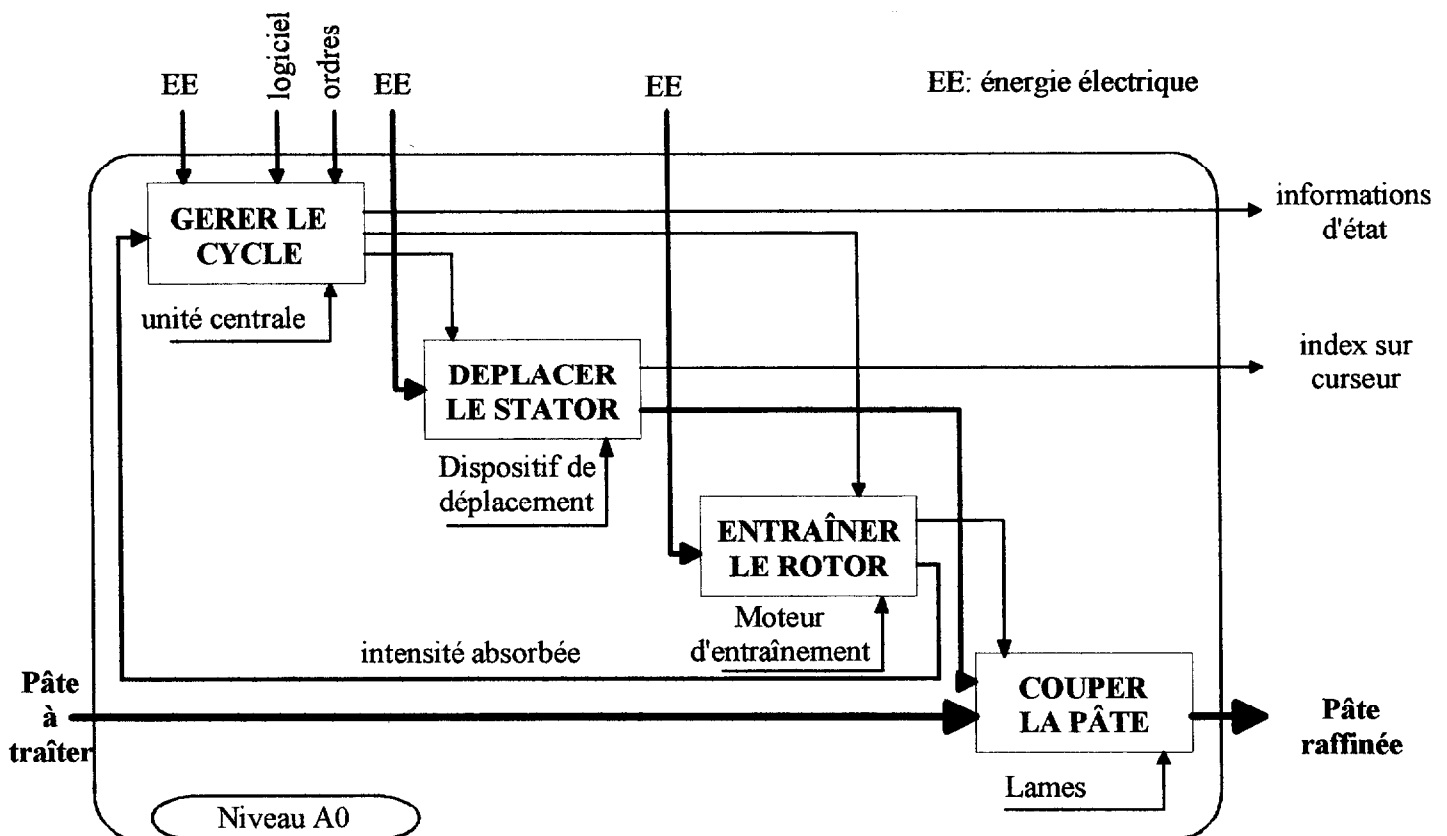 EE
logiciel
ordres
EE
EE
EE: énergie électrique
GERER LE
CYCLE
informations
d'état
unité centrale
DEPLACER
LE STATOR
index sur
curseur
Dispositif de
déplacement
ENTRAÎNER
LE ROTOR
Moteur
d'entraînement
intensité absorbée
Pâte
à
traîter
COUPER
LA PÂTE
Pâte
raffinée
Lames
Niveau A0